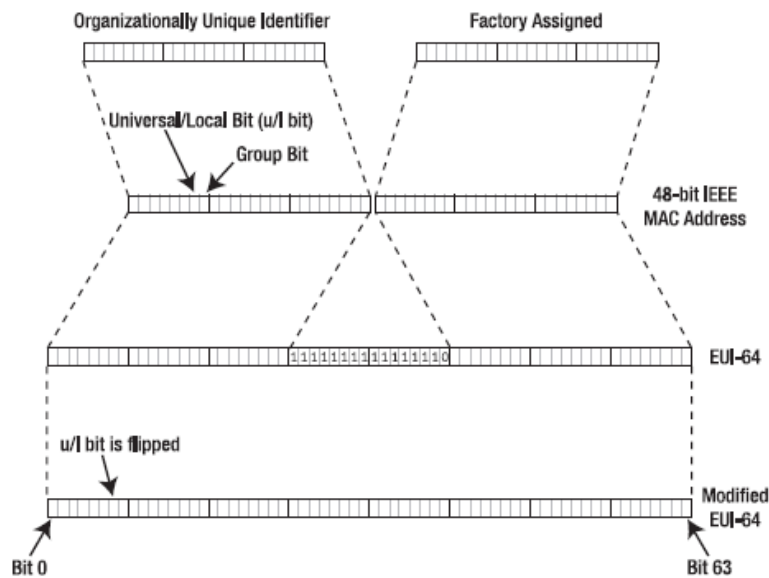 Organizationally Unique Identifier
Factory Assigned
Universal/Local Bit (u/l bit)
Group Bit
48-bit IEEE
MAC Address
1111111111111110
EUI-64
u/l bit is flipped
Modified
EUI-64
Bit 0
Bit 63